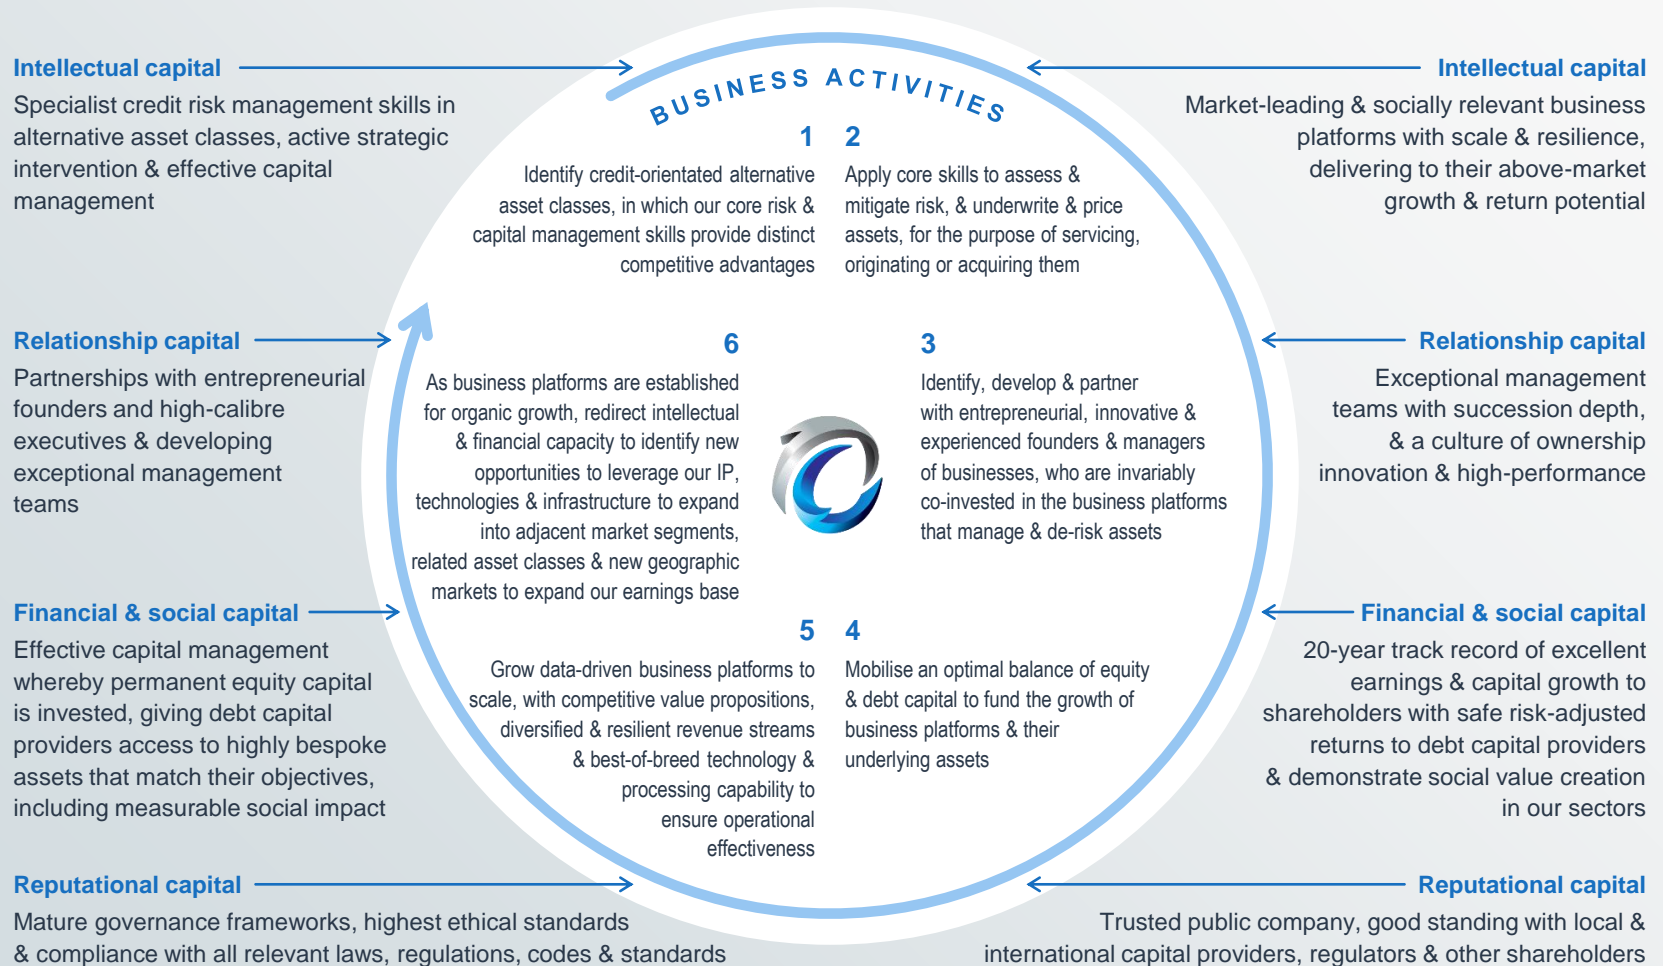 Intellectual capital
Specialist credit risk management skills in
alternative asset classes, active strategic
intervention & effective capital
management
Relationship capital
Partnerships with entrepreneurial
founders and high-calibre
executives & developing
exceptional management
teams
Financial & social capital
Effective capital management
whereby permanent equity capital
is invested, giving debt capital
providers access to highly bespoke
assets that match their objectives,
including measurable social impact
Reputational capital
Mature governance frameworks, highest ethical standards
& compliance with all relevant laws, regulations, codes & standards
BUSINESS ACTIVITIES
1
Identify credit-orientated alternative
asset classes, in which our core risk &
capital management skills provide distinct
competitive advantages
2
Apply core skills to assess &
mitigate risk, & underwrite & price
assets, for the purpose of servicing,
originating or acquiring them
3
Identify, develop & partner
with entrepreneurial, innovative &
experienced founders & managers
of businesses, who are invariably
co-invested in the business platforms
that manage & de-risk assets
4
Mobilise an optimal balance of equity
& debt capital to fund the growth of
business platforms & their
underlying assets
5
Grow data-driven business platforms to
scale, with competitive value propositions,
diversified & resilient revenue streams
& best-of-breed technology &
processing capability to
ensure operational
effectiveness
6
As business platforms are established
for organic growth, redirect intellectual
& financial capacity to identify new
opportunities to leverage our IP,
technologies & infrastructure to expand
into adjacent market segments,
related asset classes & new geographic
markets to expand our earnings base
Intellectual capital
Market-leading & socially relevant business
platforms with scale & resilience,
delivering to their above-market
growth & return potential
Relationship capital
Exceptional management
teams with succession depth,
& a culture of ownership
innovation & high-performance
Financial & social capital
20-year track record of excellent
earnings & capital growth to
shareholders with safe risk-adjusted
returns to debt capital providers
& demonstrate social value creation
in our sectors
Reputational capital
Trusted public company, good standing with local &
international capital providers, regulators & other shareholders